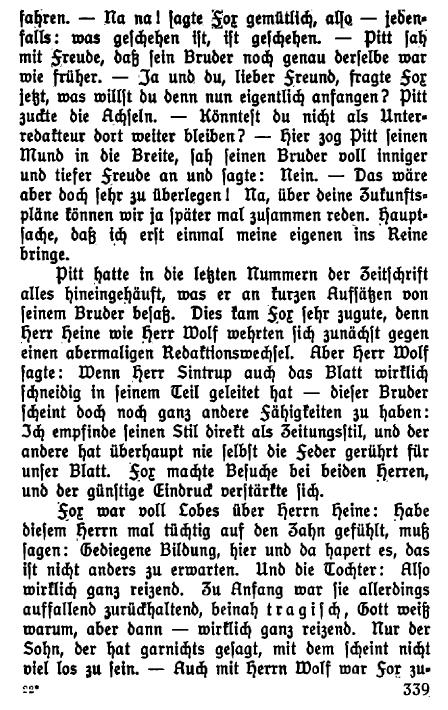 fahren. — Na na! sagte Fox gemütlich, also — jeden-
falls: was geschehen ist, ist geschehen. — Pitt sah
mit Freude, daß sein Bruder noch genau derselbe war
wie früher. — Ja und du, lieber Freund, fragte Fox
jetzt, was willst du denn nun eigentlich anfangen? Pitt
zuckte die Achseln. — Könntest du nicht als Unter-
redakteur dort weiter bleiben? — Hier zog Pitt seinen
Mund in die Breite, sah seinen Bruder voll inniger
und tiefer Freude an und sagte: Nein. — Das wäre
aber doch sehr zu überlegen! Na, über deine Zukunfts-
pläne können wir ja später mal zusammen reden. Haupt-
sache, daß ich erst einmal meine eigenen ins Reine
bringe.
Pitt hatte in die letzten Nummern der Zeitschrift
alles hineingehäuft, was er an kurzen Aufsätzen von
seinem Bruder besaß. Dies kam Fox sehr zugute, denn
Herr Heine wie Herr Wolf wehrten sich zunächst gegen
einen abermaligen Redaktionswechsel. Aber Herr Wolf
sagte: Wenn Herr Sintrup auch das Blatt wirklich
schneidig in seinem Teil geleitet hat — dieser Bruder
scheint doch noch ganz andere Fähigkeiten zu haben:
Ich empfinde seinen Stil direkt als Zeitungsstil, und der
andere hat überhaupt nie selbst die Feder gerührt für
unser Blatt. Fox machte Besuche bei beiden Herren,
und der günstige Eindruck verstärkte sich.
Fox war voll Lobes über Herrn Heine: Habe
diesem Herrn mal tüchtig auf den Zahn gefühlt, muß
sagen: Gediegene Bildung, hier und da hapert es, das
ist nicht anders zu erwarten. Und die Tochter: Also
wirklich ganz reizend. Zu Anfang war sie allerdings
auffallend zurückhaltend, beinah tragisch, Gott weiß
warum, aber dann — wirklich ganz reizend. Nur der
Sohn, der hat garnichts gesagt, mit dem scheint nicht
viel los zu sein. — Auch mit Herrn Wolf war Fox zu-
22* 339